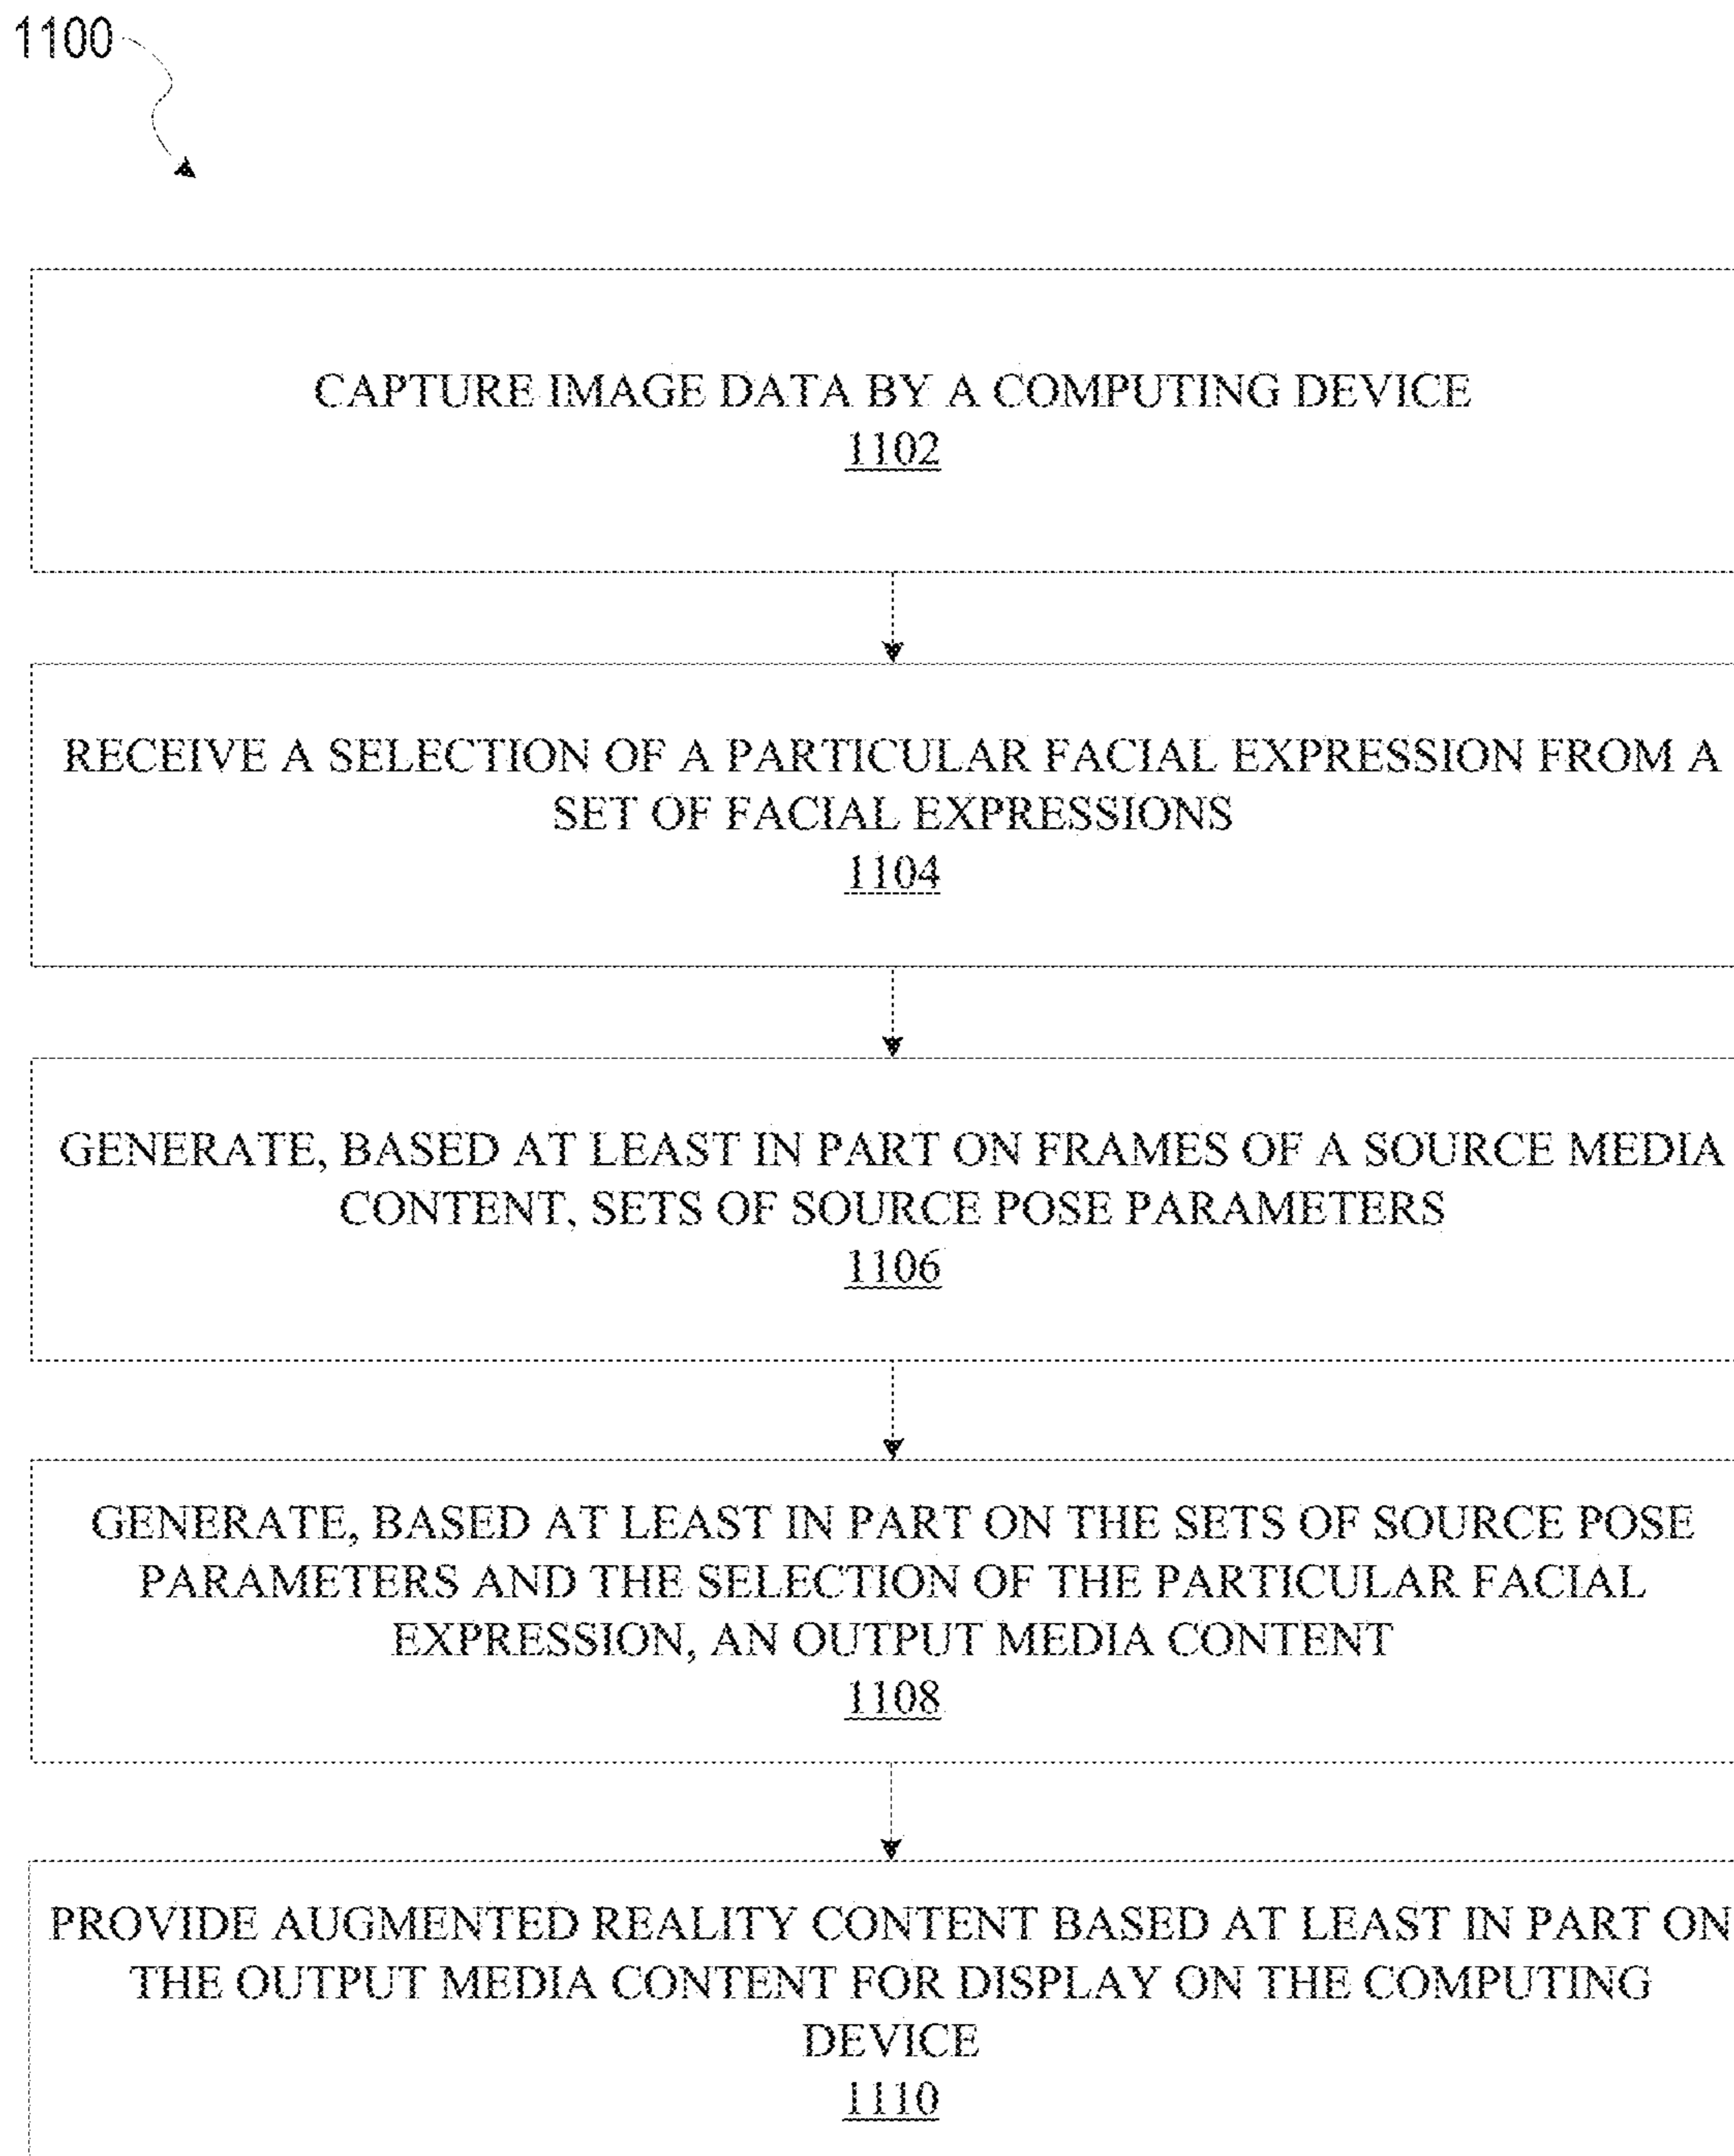 1100
CAPTURE IMAGE DATA BY A COMPUTING DEVICE
1102
RECEIVE A SELECTION OF A PARTICULAR FACIAL EXPRESSION FROM A
SET OF FACIAL EXPRESSIONS
1104
GENERATE, BASED AT LEAST IN PART ON FRAMES OF A SOURCE MEDIA
CONTENT, SETS OF SOURCE POSE PARAMETERS
1106
GENERATE, BASED AT LEAST IN PART ON THE SETS OF SOURCE POSE
PARAMETERS AND THE SELECTION OF THE PARTICULAR FACIAL
EXPRESSION, AN OUTPUT MEDIA CONTENT
1108
PROVIDE AUGMENTED REALITY CONTENT BASED AT LEAST IN PART ON
THE OUTPUT MEDIA CONTENT FOR DISPLAY ON THE COMPUTING
DEVICE
1110